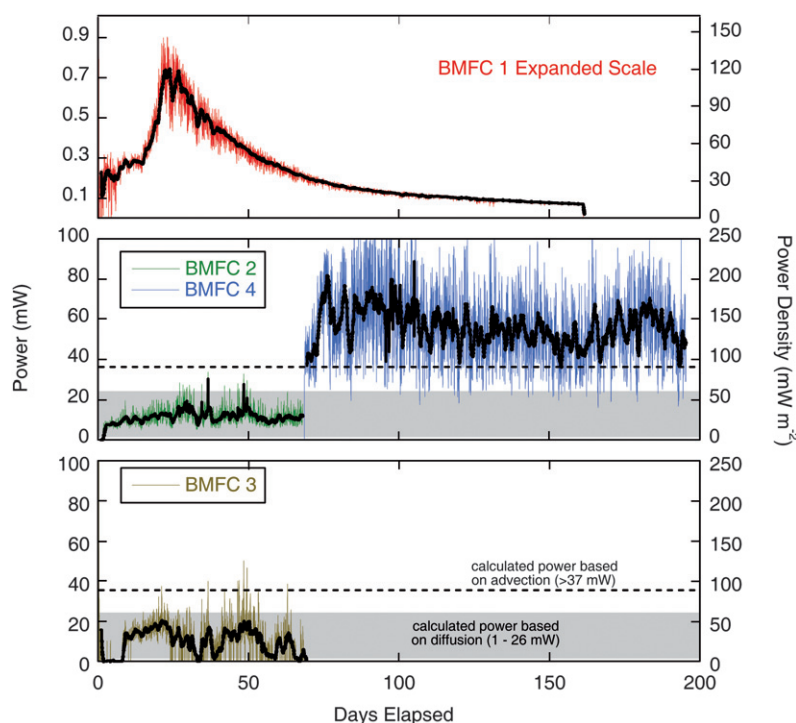 0.9
0.7
0.5
0.3
0.1
150
120
90
60
30
0
BMFC 1 Expanded Scale
100
80
60
40
20
0
BMFC 2
BMFC 4
250
200
150
100
50
0
Power (mW)
Power Density (mW m⁻²)
100
80
60
40
20
0
BMFC 3
250
200
150
100
50
0
calculated power based
on advection (>37 mW)
calculated power based
on diffusion (1 - 26 mW)
0 50 100 150 200
Days Elapsed